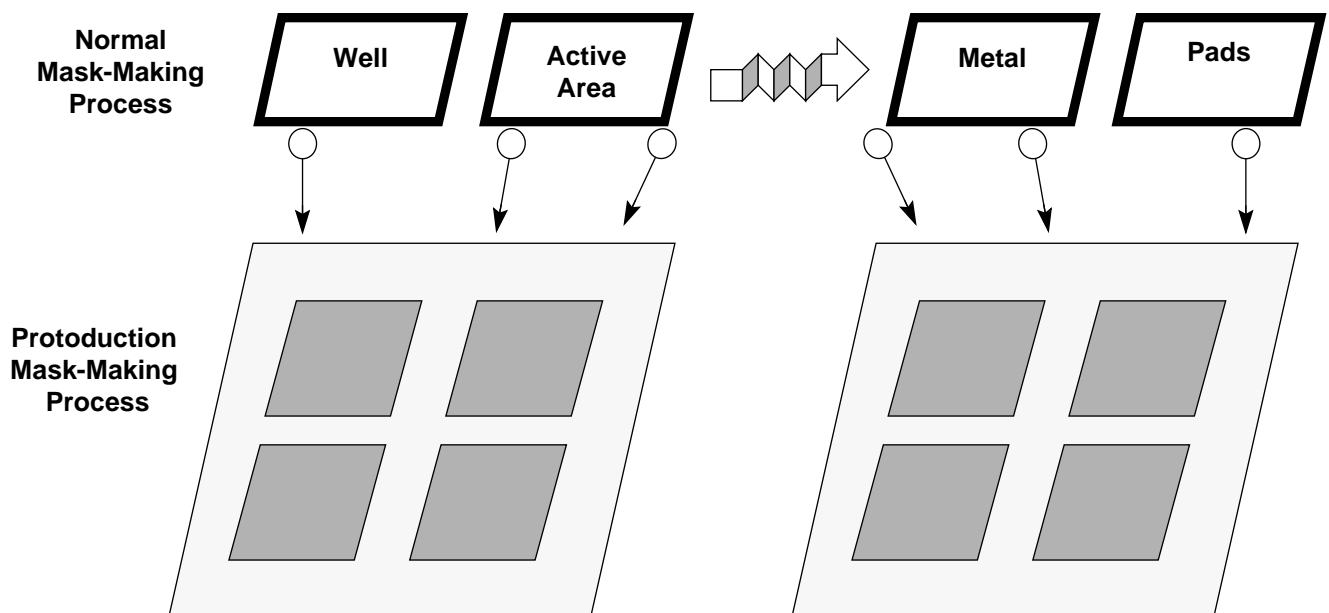 Normal
Mask-Making
Process
Well
Active
Area
Metal
Pads
Protoduction
Mask-Making
Process